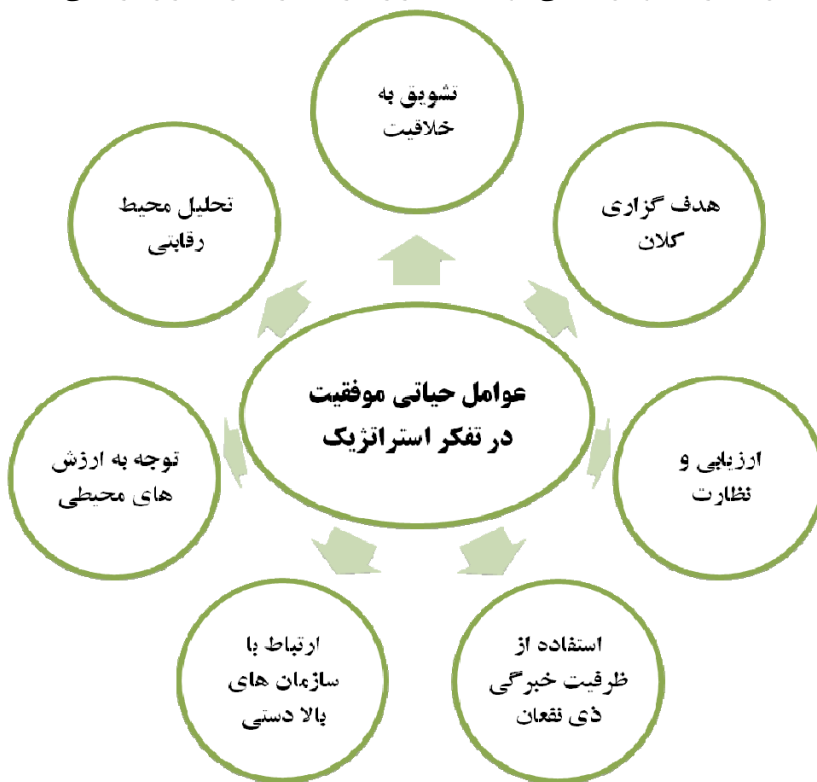 تشویق به
خلاقیت
هدف گزاری
کلان
تحلیل محیط
رقابتی
عوامل حیاتی موفقیت
در تفکر استراتژیک
ارزیابی و
نظارت
توجه به ارزش
های محیطی
استفاده از
ظرفیت خبرگی
ذی نفعان
ارتباط با
سازمان های
بالا دستی